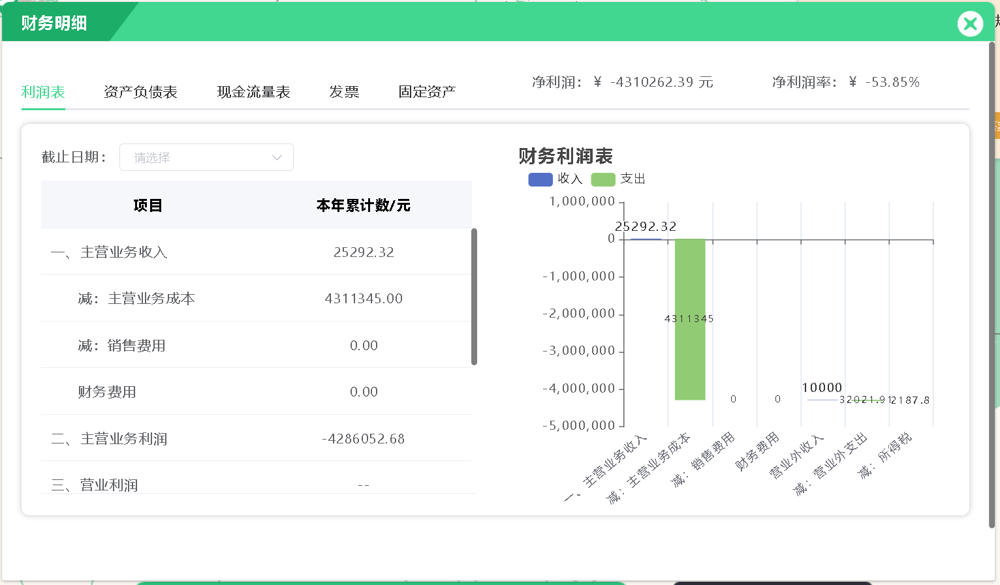 财务明细
利润表 资产负债表 现金流量表 发票 固定资产
净利润： ¥ -4310262.39 元 净利润率： ¥ -53.85%
截止日期： 请选择
项目 本年累计数/元
一、 主营业务收入 25292.32
减： 主营业务成本 4311345.00
减： 销售费用 0.00
财务费用 0.00
二、 主营业务利润 -4286052.68
三、 营业利润 --
财务利润表
收入 支出
1,000,000
0
-1,000,000
-2,000,000
-3,000,000
-4,000,000
-5,000,000
25292.32
4311345
0
0
10000
32021.91
2187.8
一、 主营业务收入
减： 主营业务成本
减： 销售费用
财务费用
营业外收入
减： 营业外支出
减： 所得税